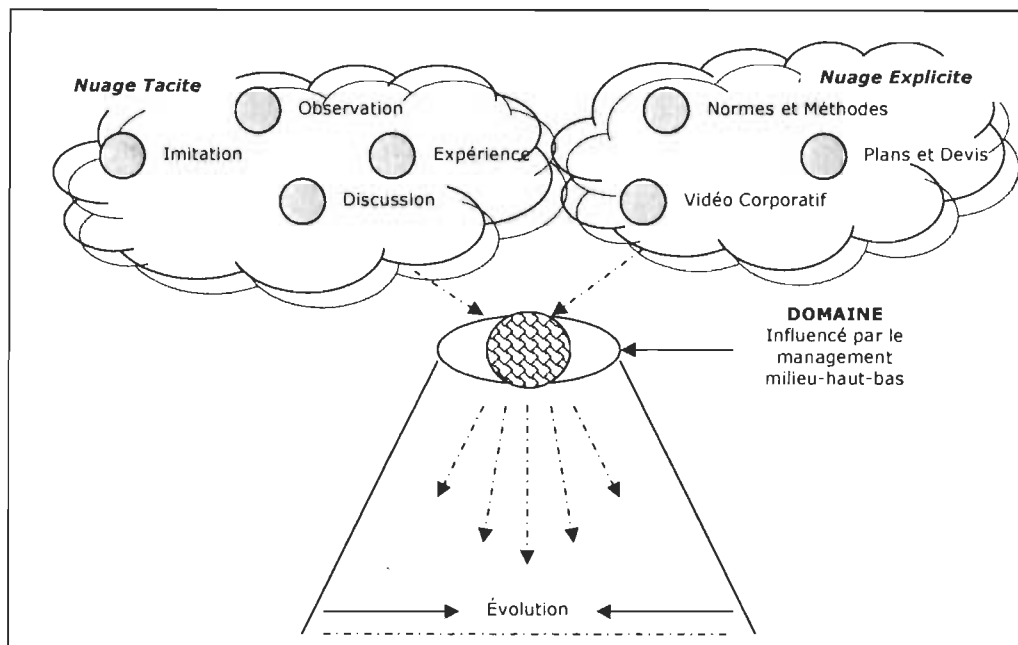 Nuage Tacite
Observation
Imitation
Expérience
Discussion
Nuage Explicite
Normes et Méthodes
Plans et Devis
Vidéo Corporatif
DOMAINE
Influencé par le
management
milieu-haut-bas
Évolution